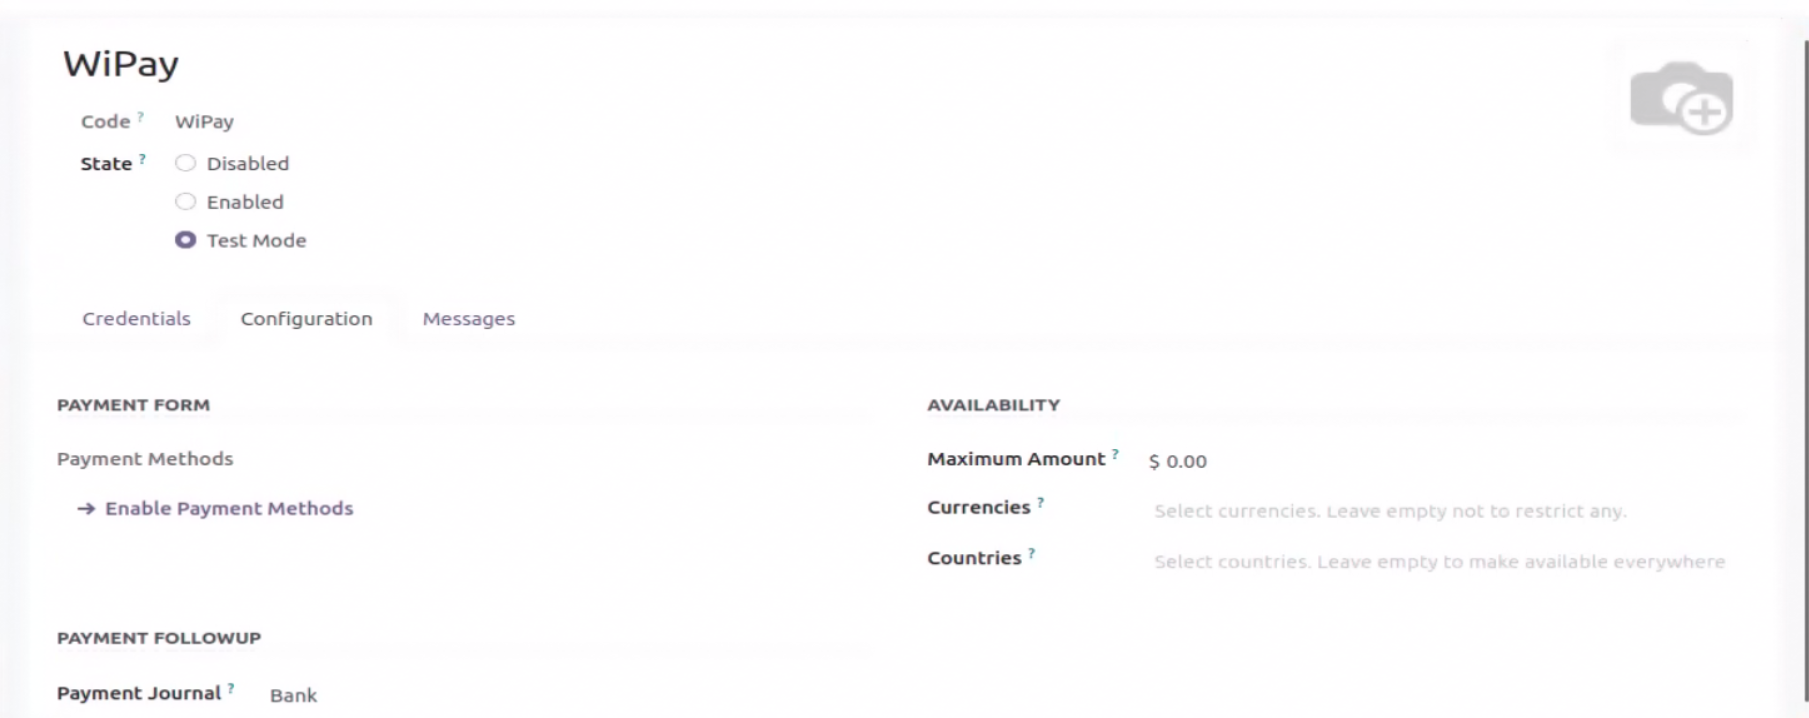 WiPay
Code ? WiPay
State ? Disabled
Enabled
Test Mode
Credentials Configuration Messages
PAYMENT FORM
Payment Methods
→ Enable Payment Methods
AVAILABILITY
Maximum Amount ? $ 0.00
Currencies ? Select currencies. Leave empty not to restrict any.
Countries ? Select countries. Leave empty to make available everywhere
PAYMENT FOLLOWUP
Payment Journal ? Bank